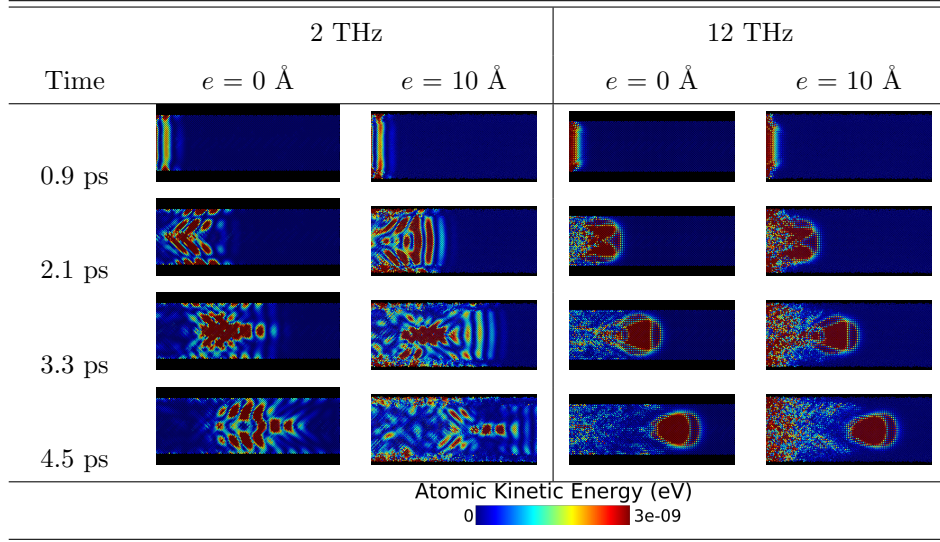 2 THz 12 THz
Time e = 0 Å e = 10 Å e = 0 Å e = 10 Å
0.9 ps
2.1 ps
3.3 ps
4.5 ps
Atomic Kinetic Energy (eV)
0 3e-09